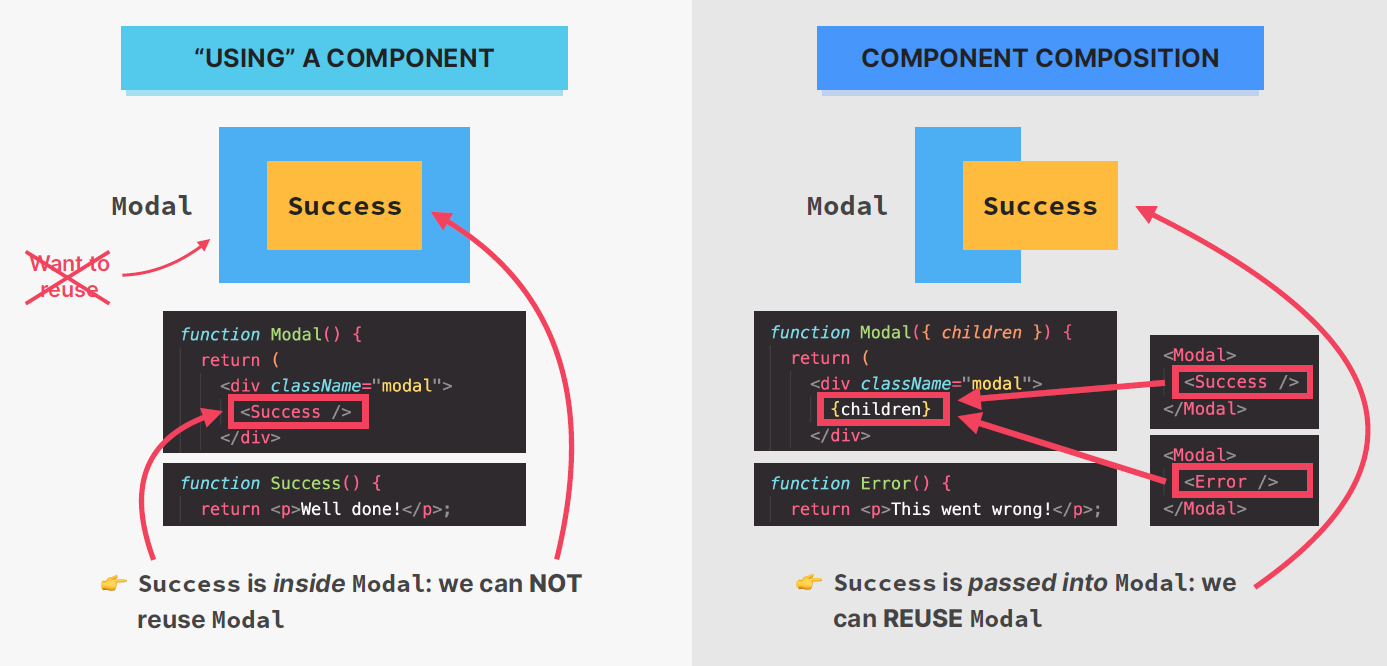 “USING” A COMPONENT
Modal
Success
Want to
reuse
function Modal() {
return (
<div className="modal">
<Success />
</div>
function Success() {
return <p>Well done!</p>;
👉 Success is inside Modal: we can NOT
reuse Modal
COMPONENT COMPOSITION
Modal
Success
function Modal({ children }) {
return (
<div className="modal">
{children}
</div>
function Error() {
return <p>This went wrong!</p>;
<Modal>
<Success />
</Modal>
<Modal>
<Error />
</Modal>
👉 Success is passed into Modal: we
can REUSE Modal